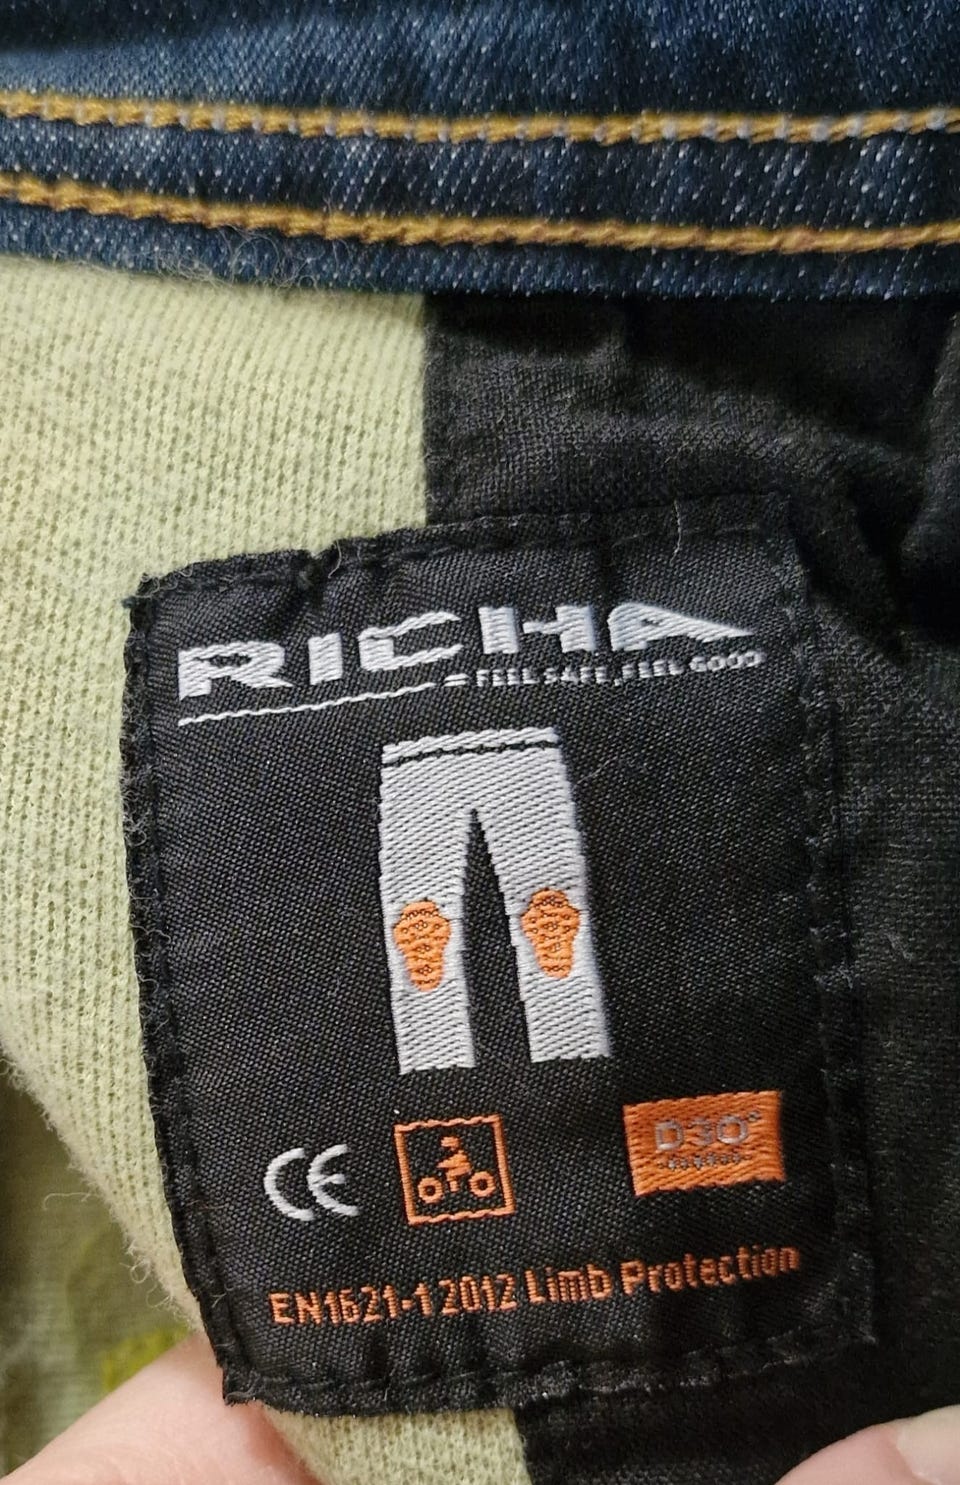 RICHA
FEEL SAFE, FEEL GOOD
CE
D3O°
EN1621-1 2012 Limb Protection